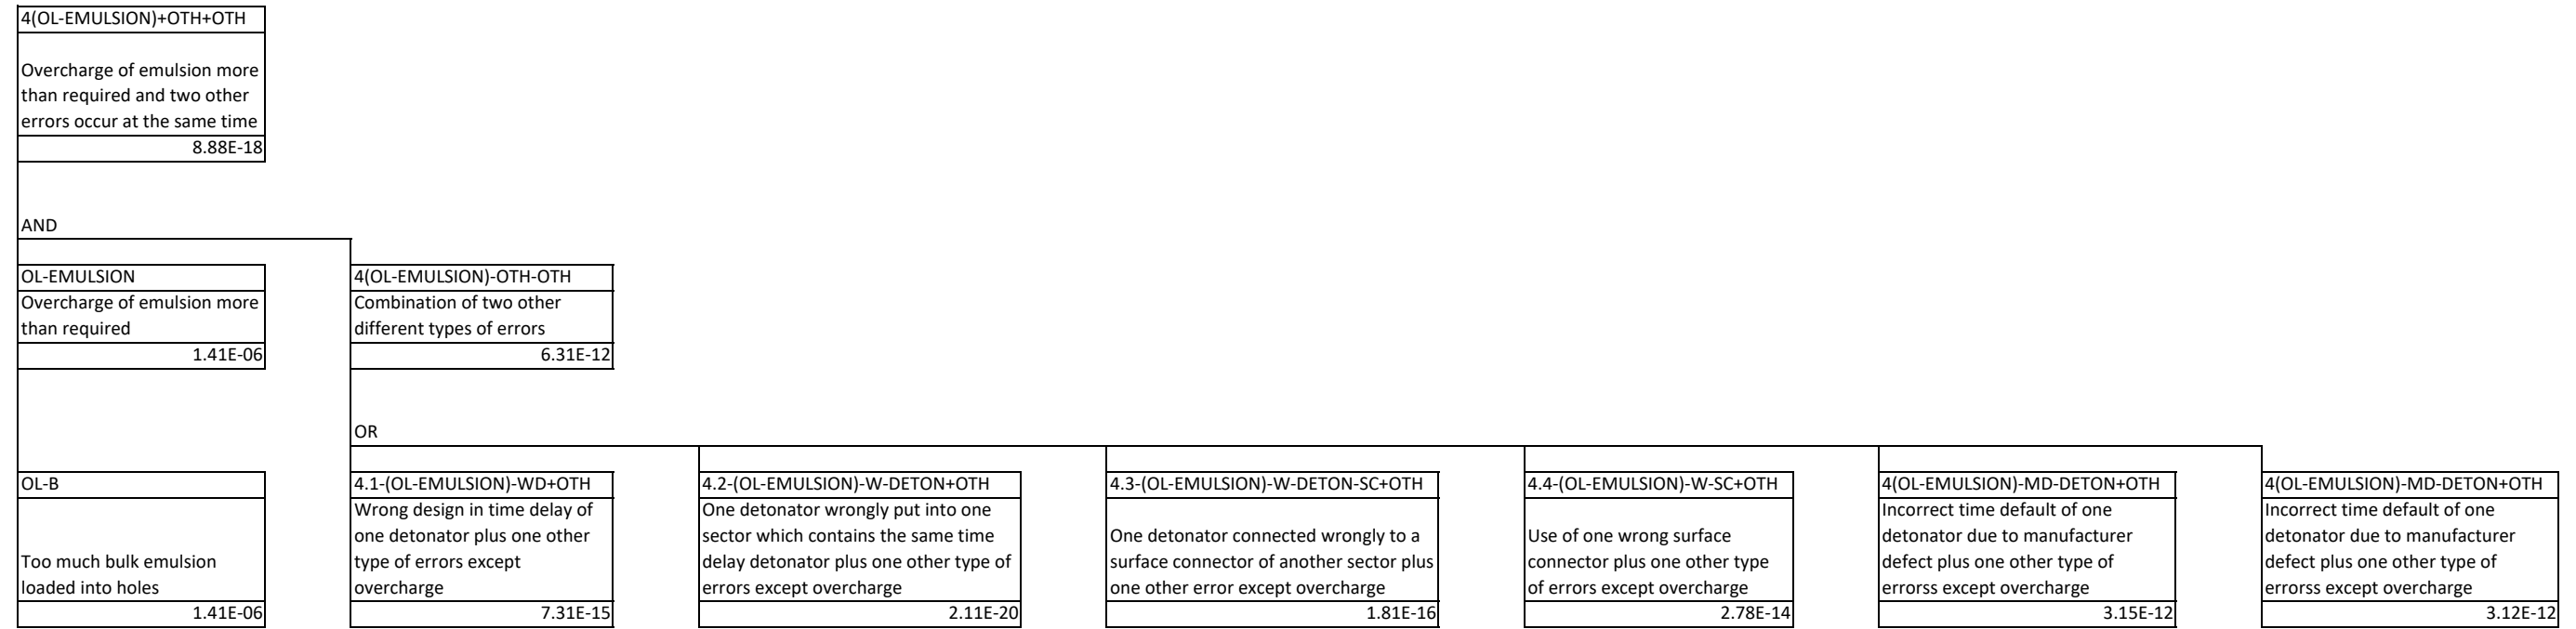 4(OL-EMULSION)+OTH+OTH
Overcharge of emulsion more
than required and two other
errors occur at the same time
8.88E-18
AND
OL-EMULSION
Overcharge of emulsion more
than required
1.41E-06
4(OL-EMULSION)-OTH-OTH
Combination of two other
different types of errors
6.31E-12
OR
OL-B
Too much bulk emulsion
loaded into holes
1.41E-06
4.1-(OL-EMULSION)-WD+OTH
Wrong design in time delay of
one detonator plus one other
type of errors except
overcharge
7.31E-15
4.2-(OL-EMULSION)-W-DETON+OTH
One detonator wrongly put into one
sector which contains the same time
delay detonator plus one other type of
errors except overcharge
2.11E-20
4.3-(OL-EMULSION)-W-DETON-SC+OTH
One detonator connected wrongly to a
surface connector of another sector plus
one other error except overcharge
1.81E-16
4.4-(OL-EMULSION)-W-SC+OTH
Use of one wrong surface
connector plus one other type
of errors except overcharge
2.78E-14
4(OL-EMULSION)-MD-DETON+OTH
Incorrect time default of one
detonator due to manufacturer
defect plus one other type of
errorss except overcharge
3.15E-12
4(OL-EMULSION)-MD-DETON+OTH
Incorrect time default of one
detonator due to manufacturer
defect plus one other type of
errorss except overcharge
3.12E-12